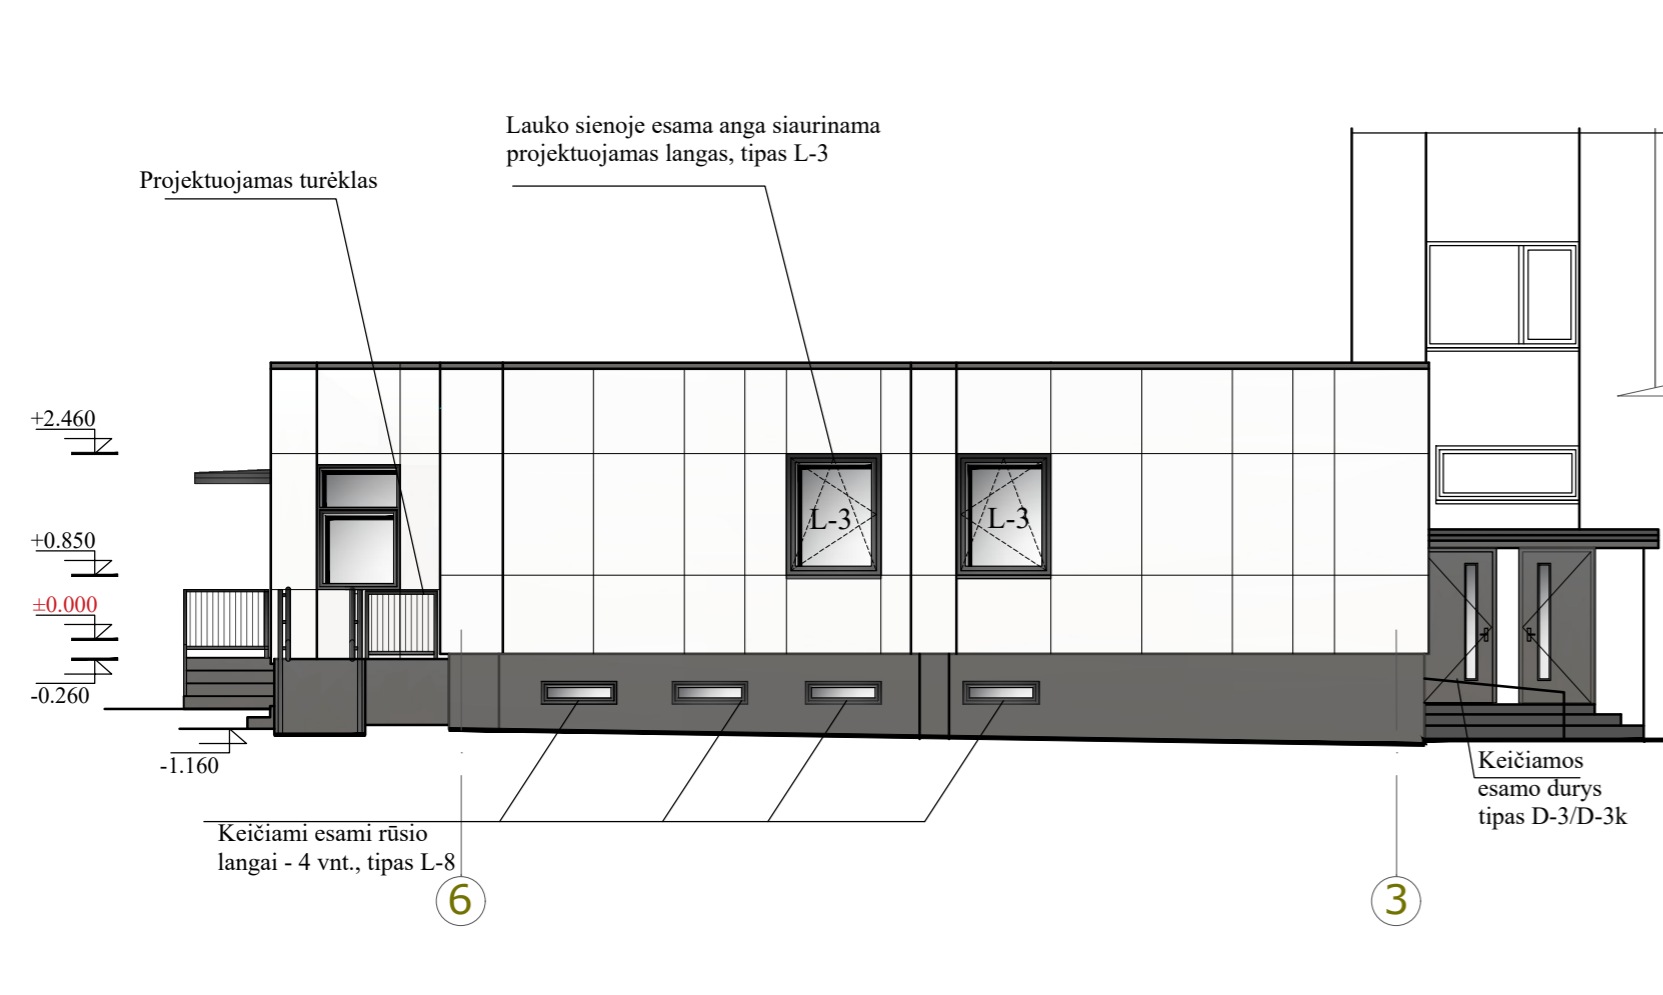 Lauko sienoje esama anga siaurinama
projektuojamas langas, tipas L-3
Projektuojamas turėklas
+2.460
+0.850
±0.000
-0.260
-1.160
L-3
L-3
Keičiami esami rūsio
langai - 4 vnt., tipas L-8
Keičiamos
esamo durys
tipas D-3/D-3k
6
3